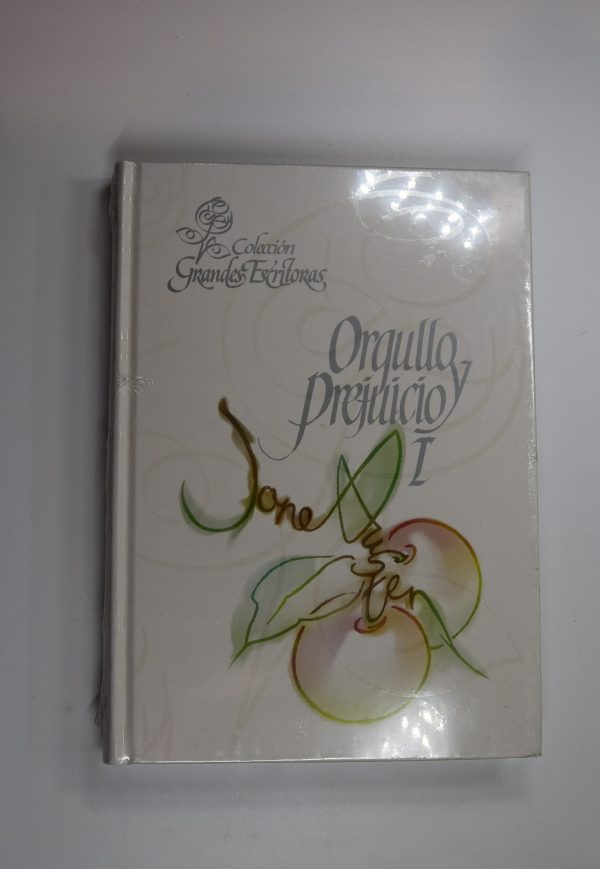 Colección
Grandes Escritoras
Orgullo y
Prejuicio
I
Jane Austen